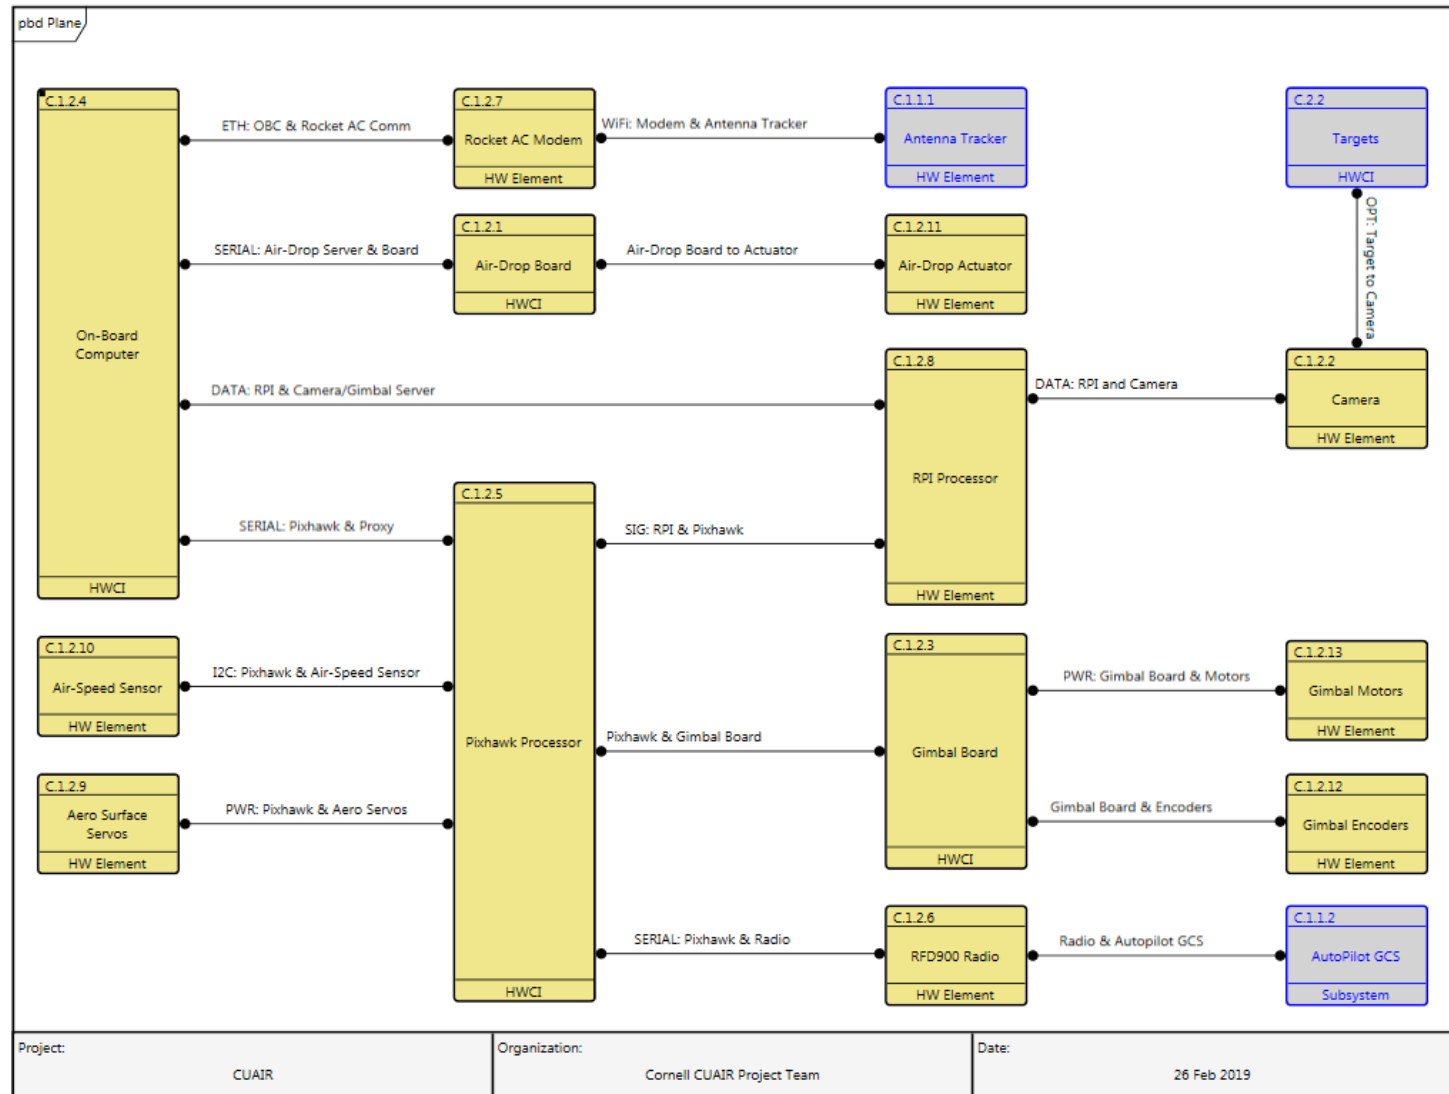 pbd Plane
C.1.2.4
On-Board
Computer
HWCI
ETH: OBC & Rocket AC Comm
C.1.2.7
Rocket AC Modem
HW Element
WiFi: Modem & Antenna Tracker
C.1.1.1
Antenna Tracker
HW Element
C.2.2
Targets
HWCI
OPT: Target to Camera
SERIAL: Air-Drop Server & Board
C.1.2.1
Air-Drop Board
HWCI
Air-Drop Board to Actuator
C.1.2.11
Air-Drop Actuator
HW Element
DATA: RPI & Camera/Gimbal Server
C.1.2.8
RPI Processor
HW Element
DATA: RPI and Camera
C.1.2.2
Camera
HW Element
SERIAL: Pixhawk & Proxy
C.1.2.5
Pixhawk Processor
HWCI
SIG: RPI & Pixhawk
C.1.2.10
Air-Speed Sensor
HW Element
I2C: Pixhawk & Air-Speed Sensor
C.1.2.9
Aero Surface
Servos
HW Element
PWR: Pixhawk & Aero Servos
Pixhawk & Gimbal Board
C.1.2.3
Gimbal Board
HWCI
PWR: Gimbal Board & Motors
C.1.2.13
Gimbal Motors
HW Element
Gimbal Board & Encoders
C.1.2.12
Gimbal Encoders
HW Element
SERIAL: Pixhawk & Radio
C.1.2.6
RFD900 Radio
HW Element
Radio & Autopilot GCS
C.1.1.2
AutoPilot GCS
Subsystem
Project:
CUAIR
Organization:
Cornell CUAIR Project Team
Date:
26 Feb 2019